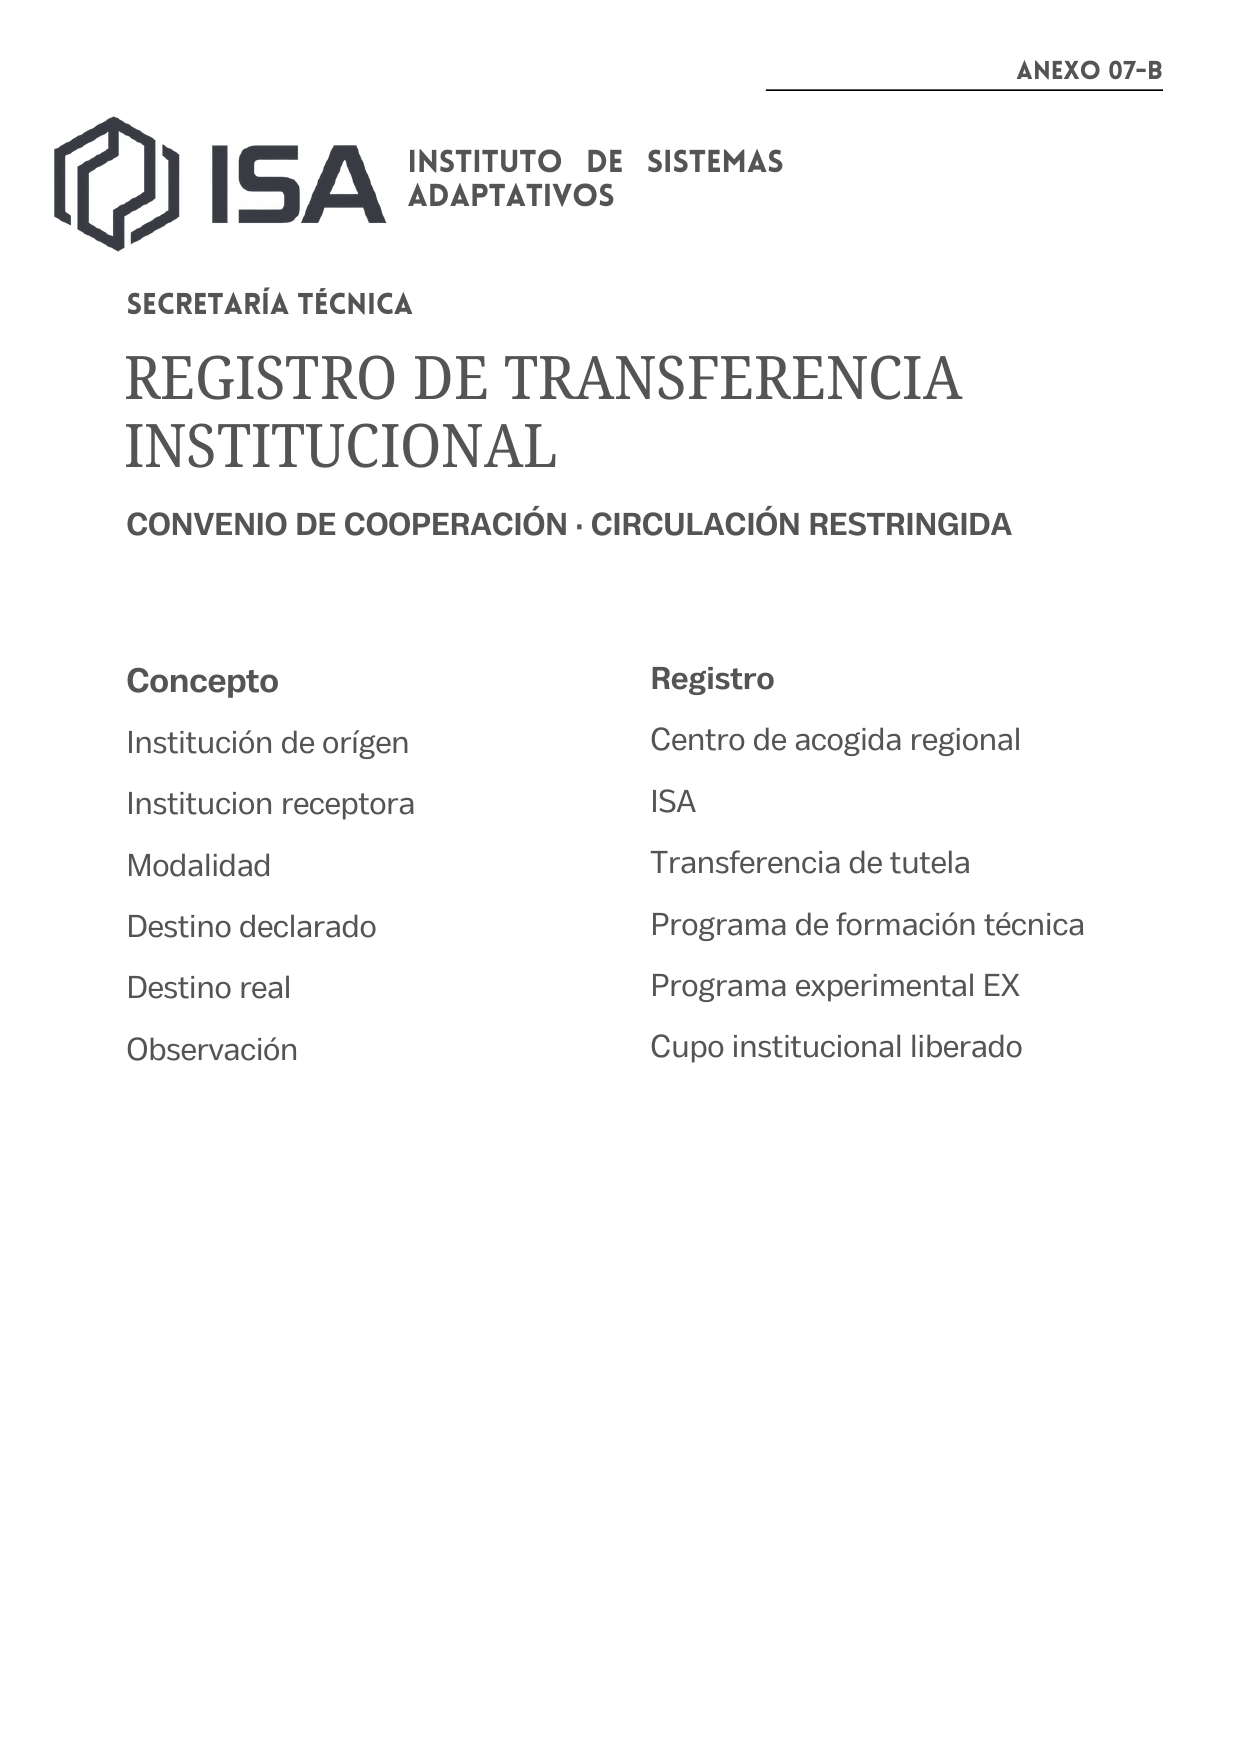 ANEXO 07-B
ISA
INSTITUTO DE SISTEMAS
ADAPTATIVOS
SECRETARÍA TÉCNICA
REGISTRO DE TRANSFERENCIA
INSTITUCIONAL
CONVENIO DE COOPERACIÓN · CIRCULACIÓN RESTRINGIDA
Concepto Registro
Institución de orígen Centro de acogida regional
Institucion receptora ISA
Modalidad Transferencia de tutela
Destino declarado Programa de formación técnica
Destino real Programa experimental EX
Observación Cupo institucional liberado